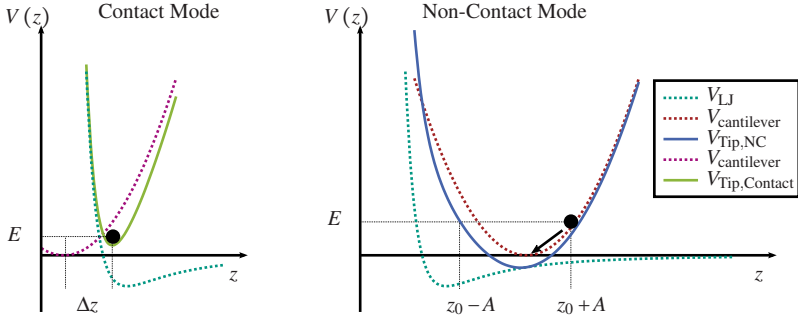 V(z)
Contact Mode
E
z
Δz
V(z)
Non-Contact Mode
E
z
z₀−A
z₀+A
V_LJ
V_cantilever
V_Tip,NC
V_cantilever
V_Tip,Contact